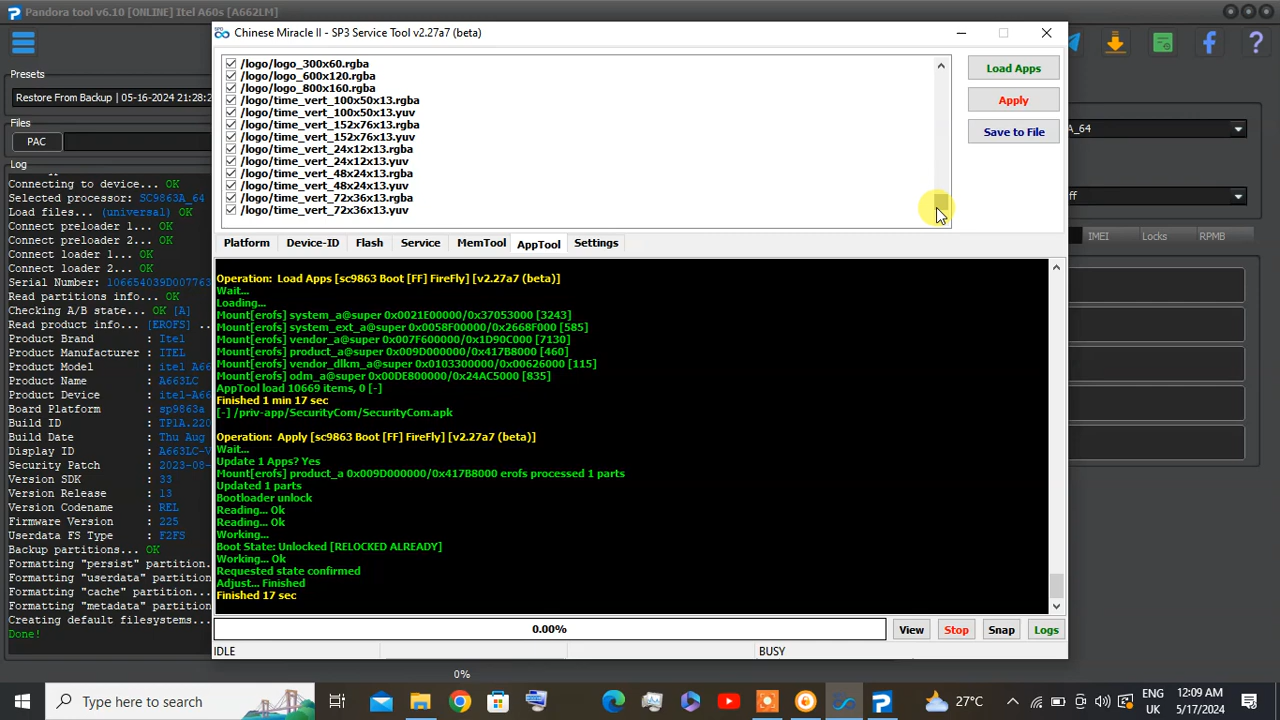 Pandora tool v6.10 [ONLINE] Itel A60s [A662LM]
Chinese Miracle II - SP3 Service Tool v2.27a7 (beta)
Presets
Restore From Backup | 05-16-2024 21:28:2
Files
PAC
Log
Connecting to device... OK
Selected processor: SC9863A_64
Load files... (universal) OK
Connect preloader 1... OK
Connect preloader 2... OK
Connect loader 1... OK
Connect loader 2... OK
Serial Number: 106654039D007763
Read partitions info... OK
Checking A/B state... OK [A]
Read product info... [EROFS] ..
Product Brand : Itel
Product Manufacturer : ITEL
Product Model : itel A66
Product Name : A663LC
Product Device : itel-A66
Board Platform : sp9863a
Build ID : TP1A.220
Build Date : Thu Aug
Display ID : A663LC-V
Security Patch : 2023-08-
Version SDK : 33
Version Release : 13
Version Codename : REL
Firmware Version : 225
Userdata FS Type : F2FS
Backup partitions... OK
Formatting "persist" partition.
Formatting "userdata" partition
Formatting "cache" partition...
Formatting "metadata" partition
Creating default filesystems...
Done!
/logo/logo_300x60.rgba
/logo/logo_600x120.rgba
/logo/logo_800x160.rgba
/logo/time_vert_100x50x13.rgba
/logo/time_vert_100x50x13.yuv
/logo/time_vert_152x76x13.rgba
/logo/time_vert_152x76x13.yuv
/logo/time_vert_24x12x13.rgba
/logo/time_vert_24x12x13.yuv
/logo/time_vert_48x24x13.rgba
/logo/time_vert_48x24x13.yuv
/logo/time_vert_72x36x13.rgba
/logo/time_vert_72x36x13.yuv
Load Apps
Apply
Save to File
Platform Device-ID Flash Service MemTool AppTool Settings
Operation: Load Apps [sc9863 Boot [FF] FireFly] [v2.27a7 (beta)]
Wait...
Loading...
Mount[erofs] system_a@super 0x0021E00000/0x37053000 [3243]
Mount[erofs] system_ext_a@super 0x0058F00000/0x2668F000 [585]
Mount[erofs] vendor_a@super 0x007F600000/0x1D90C000 [7130]
Mount[erofs] product_a@super 0x009D000000/0x417B8000 [460]
Mount[erofs] vendor_dlkm_a@super 0x0103300000/0x00626000 [115]
Mount[erofs] odm_a@super 0x00DE800000/0x24AC5000 [835]
AppTool load 10669 items, 0 [-]
Finished 1 min 17 sec
[-] /priv-app/SecurityCom/SecurityCom.apk
Operation: Apply [sc9863 Boot [FF] FireFly] [v2.27a7 (beta)]
Wait...
Update 1 Apps? Yes
Mount[erofs] product_a 0x009D000000/0x417B8000 erofs processed 1 parts
Updated 1 parts
Bootloader unlock
Reading... Ok
Reading... Ok
Working...
Boot State: Unlocked [RELOCKED ALREADY]
Working... Ok
Requested state confirmed
Adjust... Finished
Finished 17 sec
0.00%
View Stop Snap Logs
IDLE
BUSY
0%
A_64
ff
IMEI Locks RPMB
Type here to search
27°C
ENG
UK
12:09 AM
5/17/2024